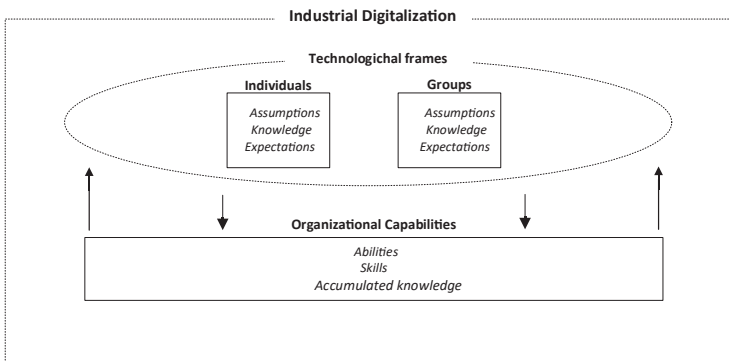 Industrial Digitalization
Technologichal frames
Individuals
Groups
Assumptions
Knowledge
Expectations
Assumptions
Knowledge
Expectations
Organizational Capabilities
Abilities
Skills
Accumulated knowledge